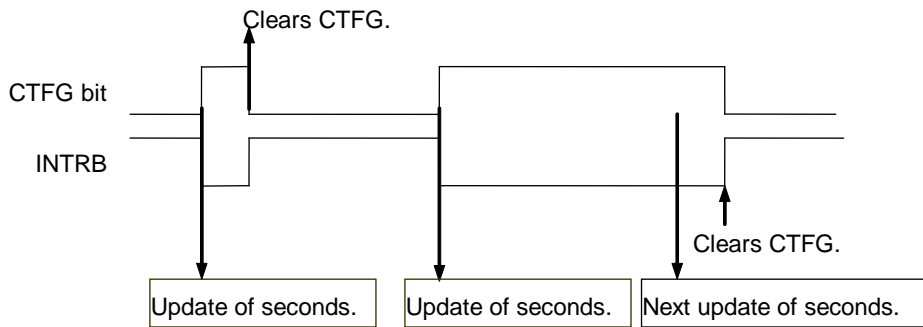 Clears CTFG.
CTFG bit
INTRB
Clears CTFG.
Update of seconds.
Update of seconds.
Next update of seconds.